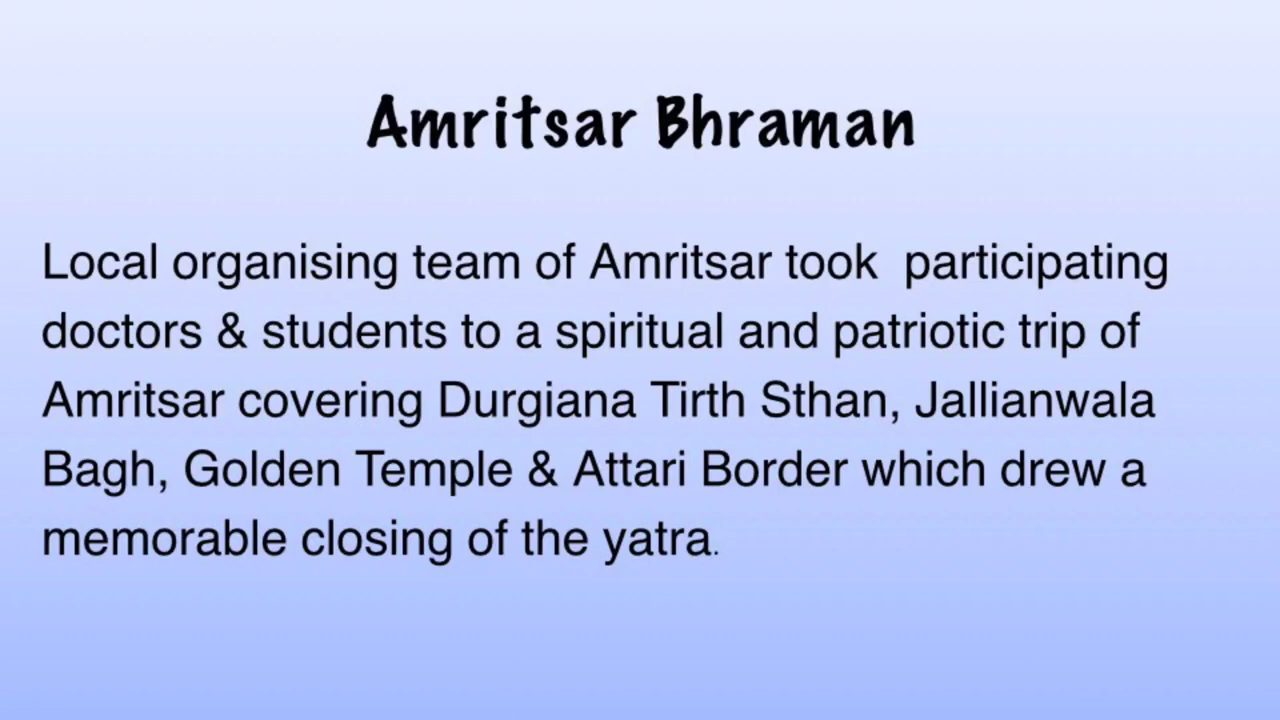 Amritsar Bhraman
Local organising team of Amritsar took  participating
doctors & students to a spiritual and patriotic trip of
Amritsar covering Durgiana Tirth Sthan, Jallianwala
Bagh, Golden Temple & Attari Border which drew a
memorable closing of the yatra.